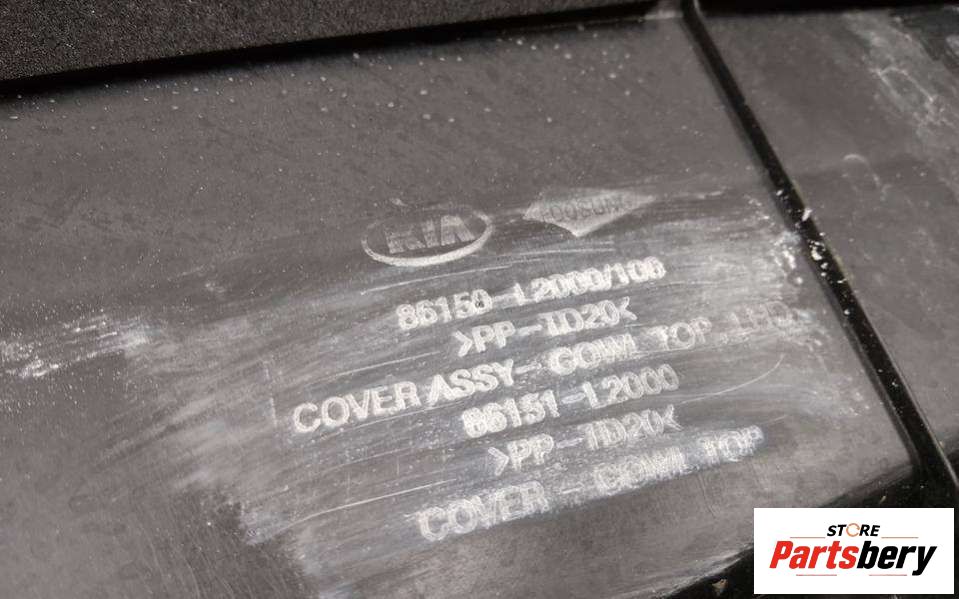 KIA
86150-L2000/100
>PP-TD20<
COVER ASSY-COWL TOP LHD
86151-L2000
>PP-TD20<
COVER - COWL TOP
STORE
Partsbery